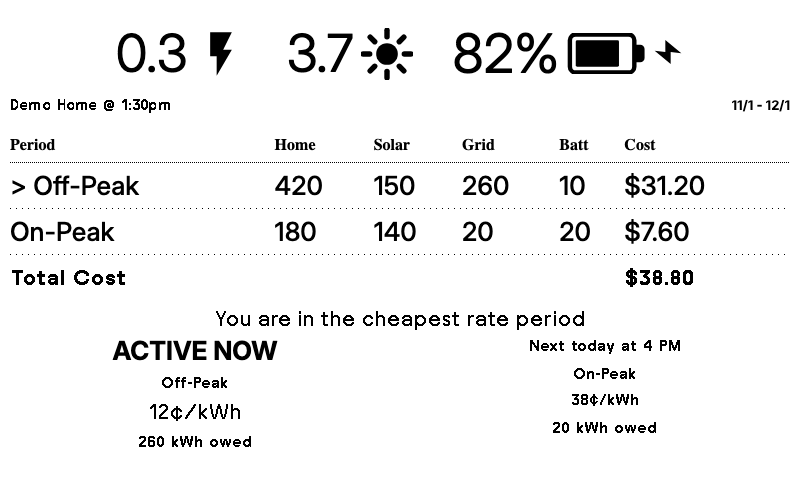 0.3 3.7 82%
Demo Home @ 1:30pm 11/1 - 12/1
Period Home Solar Grid Batt Cost
> Off-Peak 420 150 260 10 $31.20
On-Peak 180 140 20 20 $7.60
Total Cost $38.80
You are in the cheapest rate period
ACTIVE NOW
Off-Peak
12¢/kWh
260 kWh owed
Next today at 4 PM
On-Peak
38¢/kWh
20 kWh owed